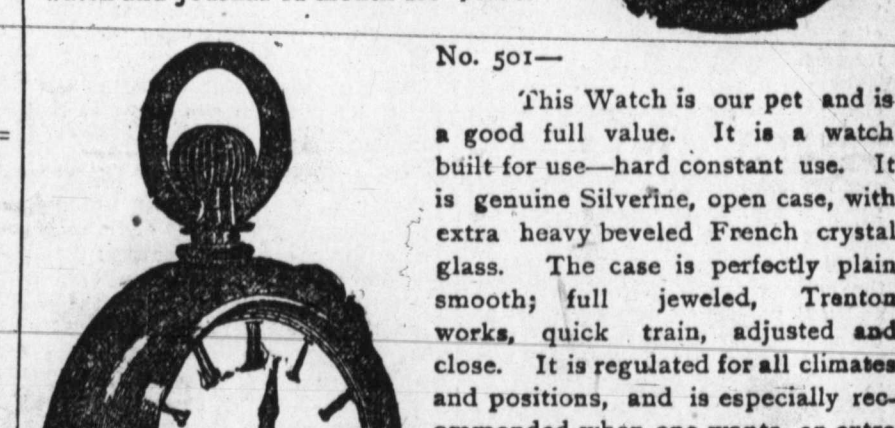 No. 501—
This Watch is our pet and is
a good full value. It is a watch
built for use—hard constant use. It
is genuine Silverine, open case, with
extra heavy beveled French crystal
glass. The case is perfectly plain
smooth; full jeweled, Trenton
works, quick train, adjusted and
close. It is regulated for all climates
and positions, and is especially rec-